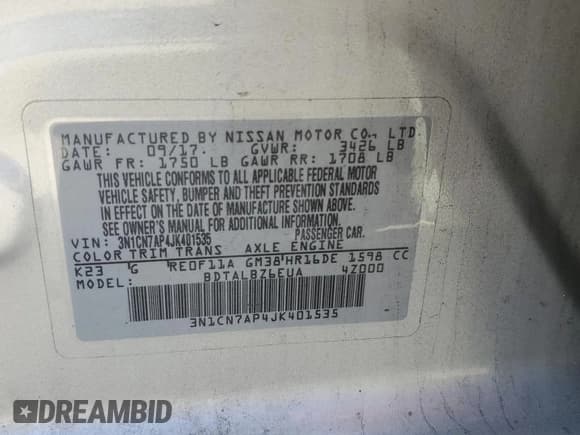 MANUFACTURED BY NISSAN MOTOR CO., LTD.
DATE: 09/17. GVWR: 3426 LB
GAWR FR: 1750 LB GAWR RR: 1708 LB
THIS VEHICLE CONFORMS TO ALL APPLICABLE FEDERAL MOTOR
VEHICLE SAFETY, BUMPER AND THEFT PREVENTION STANDARDS
IN EFFECT ON THE DATE OF MANUFACTURE SHOWN ABOVE.
SEE OWNER'S MANUAL FOR ADDITIONAL INFORMATION.
VIN: 3N1CN7AP4JK401535 PASSENGER CAR.
COLOR TRIM TRANS AXLE ENGINE
K23 G RE0F11A GM38 HR16DE 1598 CC
BDTALBZ6EUA 4Z000
3N1CN7AP4JK401535
DREAMBID